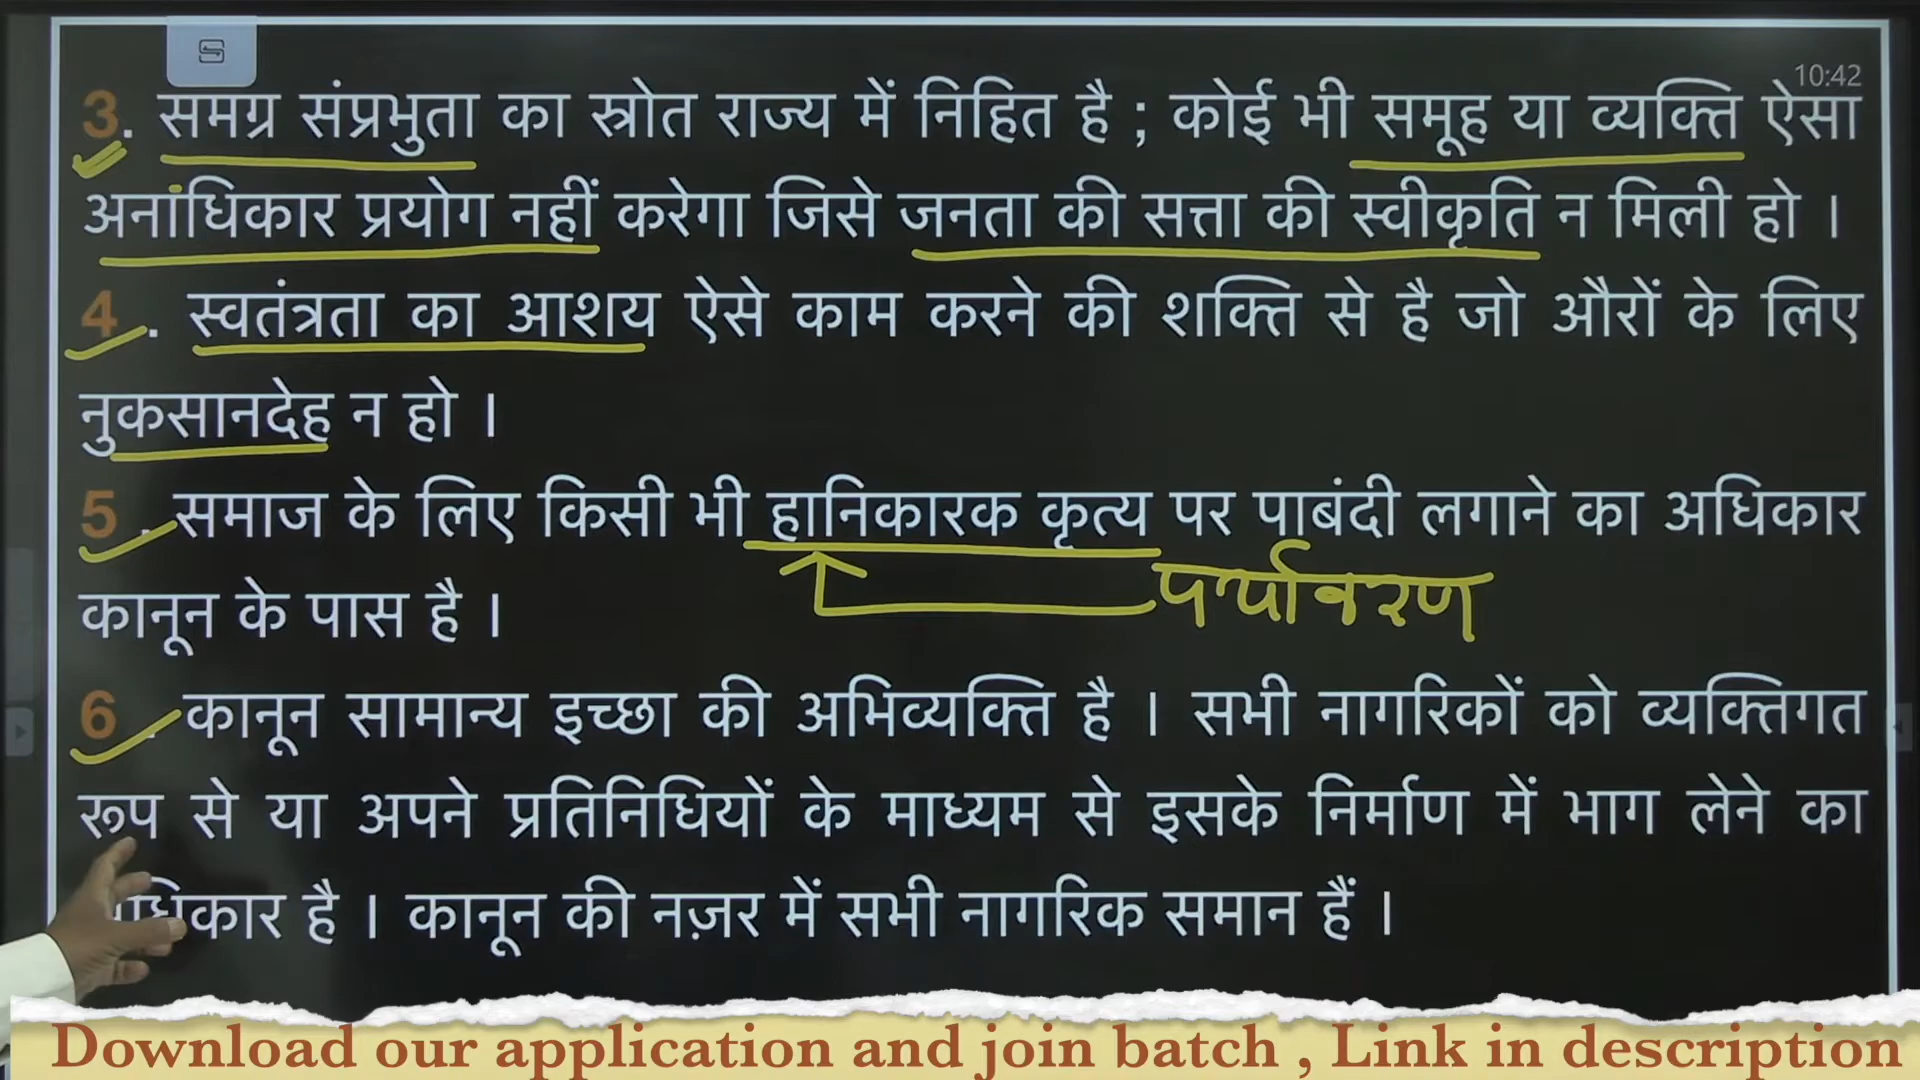 10:42
3. समग्र संप्रभुता का स्रोत राज्य में निहित है ; कोई भी समूह या व्यक्ति ऐसा
अनाधिकार प्रयोग नहीं करेगा जिसे जनता की सत्ता की स्वीकृति न मिली हो ।
4 . स्वतंत्रता का आशय ऐसे काम करने की शक्ति से है जो औरों के लिए
नुकसानदेह न हो ।
5 . समाज के लिए किसी भी हानिकारक कृत्य पर पाबंदी लगाने का अधिकार
पर्यावरण
कानून के पास है ।
6 . कानून सामान्य इच्छा की अभिव्यक्ति है । सभी नागरिकों को व्यक्तिगत
रूप से या अपने प्रतिनिधियों के माध्यम से इसके निर्माण में भाग लेने का
अधिकार है । कानून की नज़र में सभी नागरिक समान हैं ।
Download our application and join batch , Link in description